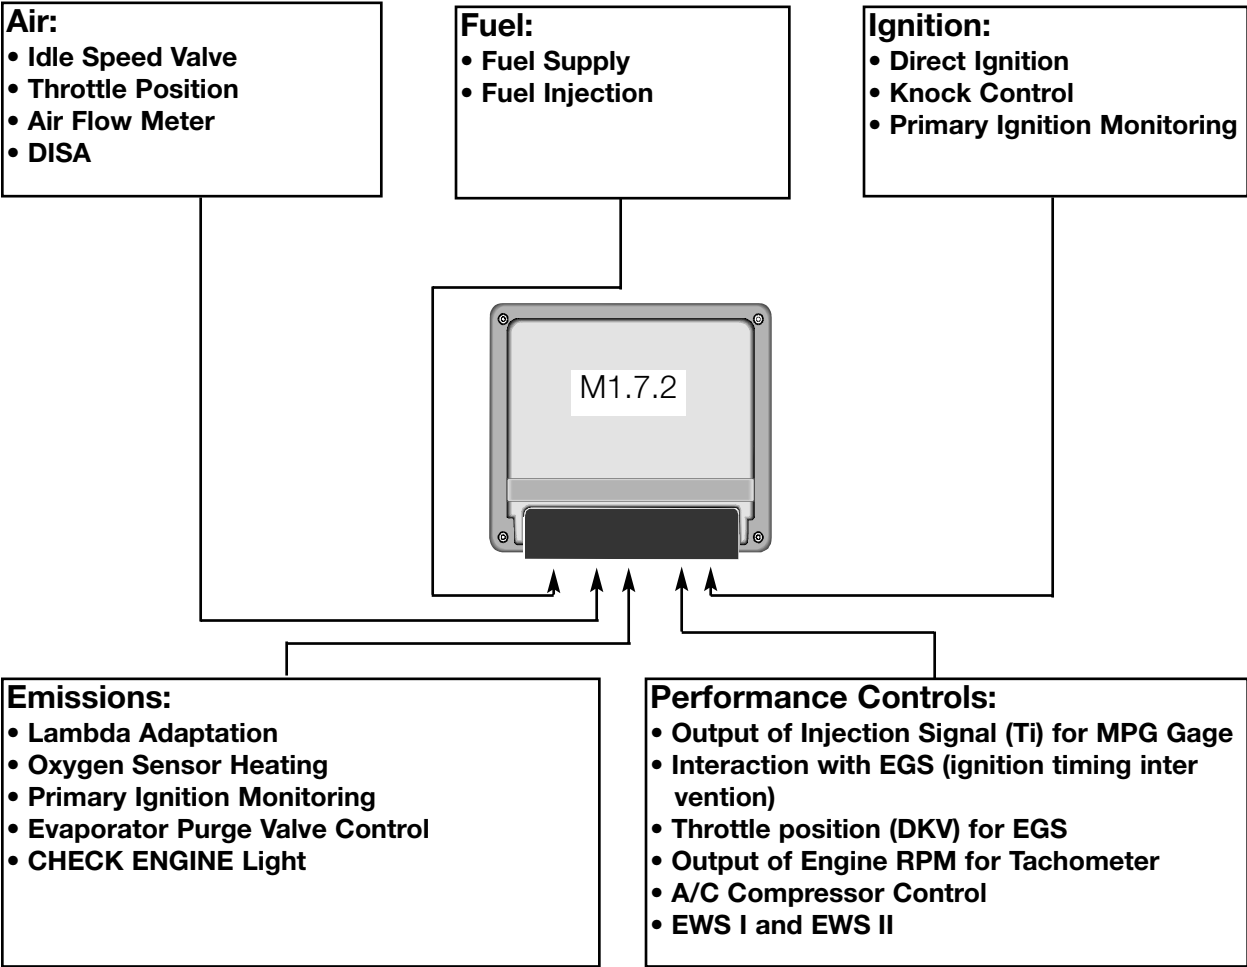 Air:
• Idle Speed Valve
• Throttle Position
• Air Flow Meter
• DISA
Fuel:
• Fuel Supply
• Fuel Injection
Ignition:
• Direct Ignition
• Knock Control
• Primary Ignition Monitoring
M1.7.2
Emissions:
• Lambda Adaptation
• Oxygen Sensor Heating
• Primary Ignition Monitoring
• Evaporator Purge Valve Control
• CHECK ENGINE Light
Performance Controls:
• Output of Injection Signal (Ti) for MPG Gage
• Interaction with EGS (ignition timing inter
vention)
• Throttle position (DKV) for EGS
• Output of Engine RPM for Tachometer
• A/C Compressor Control
• EWS I and EWS II